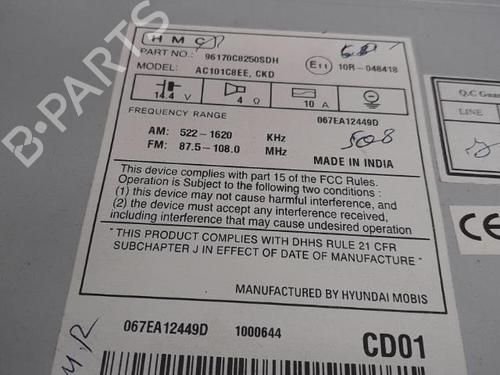 HMC
PART NO.: 96170C8250SDH
MODEL: AC101C8EE, CKD
E11 10R-048418
14.4 V 4 Ω 10 A
FREQUENCY RANGE 067EA12449D
AM: 522-1620 KHz
FM: 87.5-108.0 MHz
508
MADE IN INDIA
This device complies with part 15 of the FCC Rules.
Operation is Subject to the following two conditions :
(1) this device may not cause harmful interference, and
(2) the device must accept any interference received,
including interference that may cause undesired operation
" THIS PRODUCT COMPLIES WITH DHHS RULE 21 CFR
SUBCHAPTER J IN EFFECT OF DATE OF MANUFACTURE "
MANUFACTURED BY HYUNDAI MOBIS
067EA12449D 1000644 CD01
Q.C Guar
LINE
CE
B-PARTS